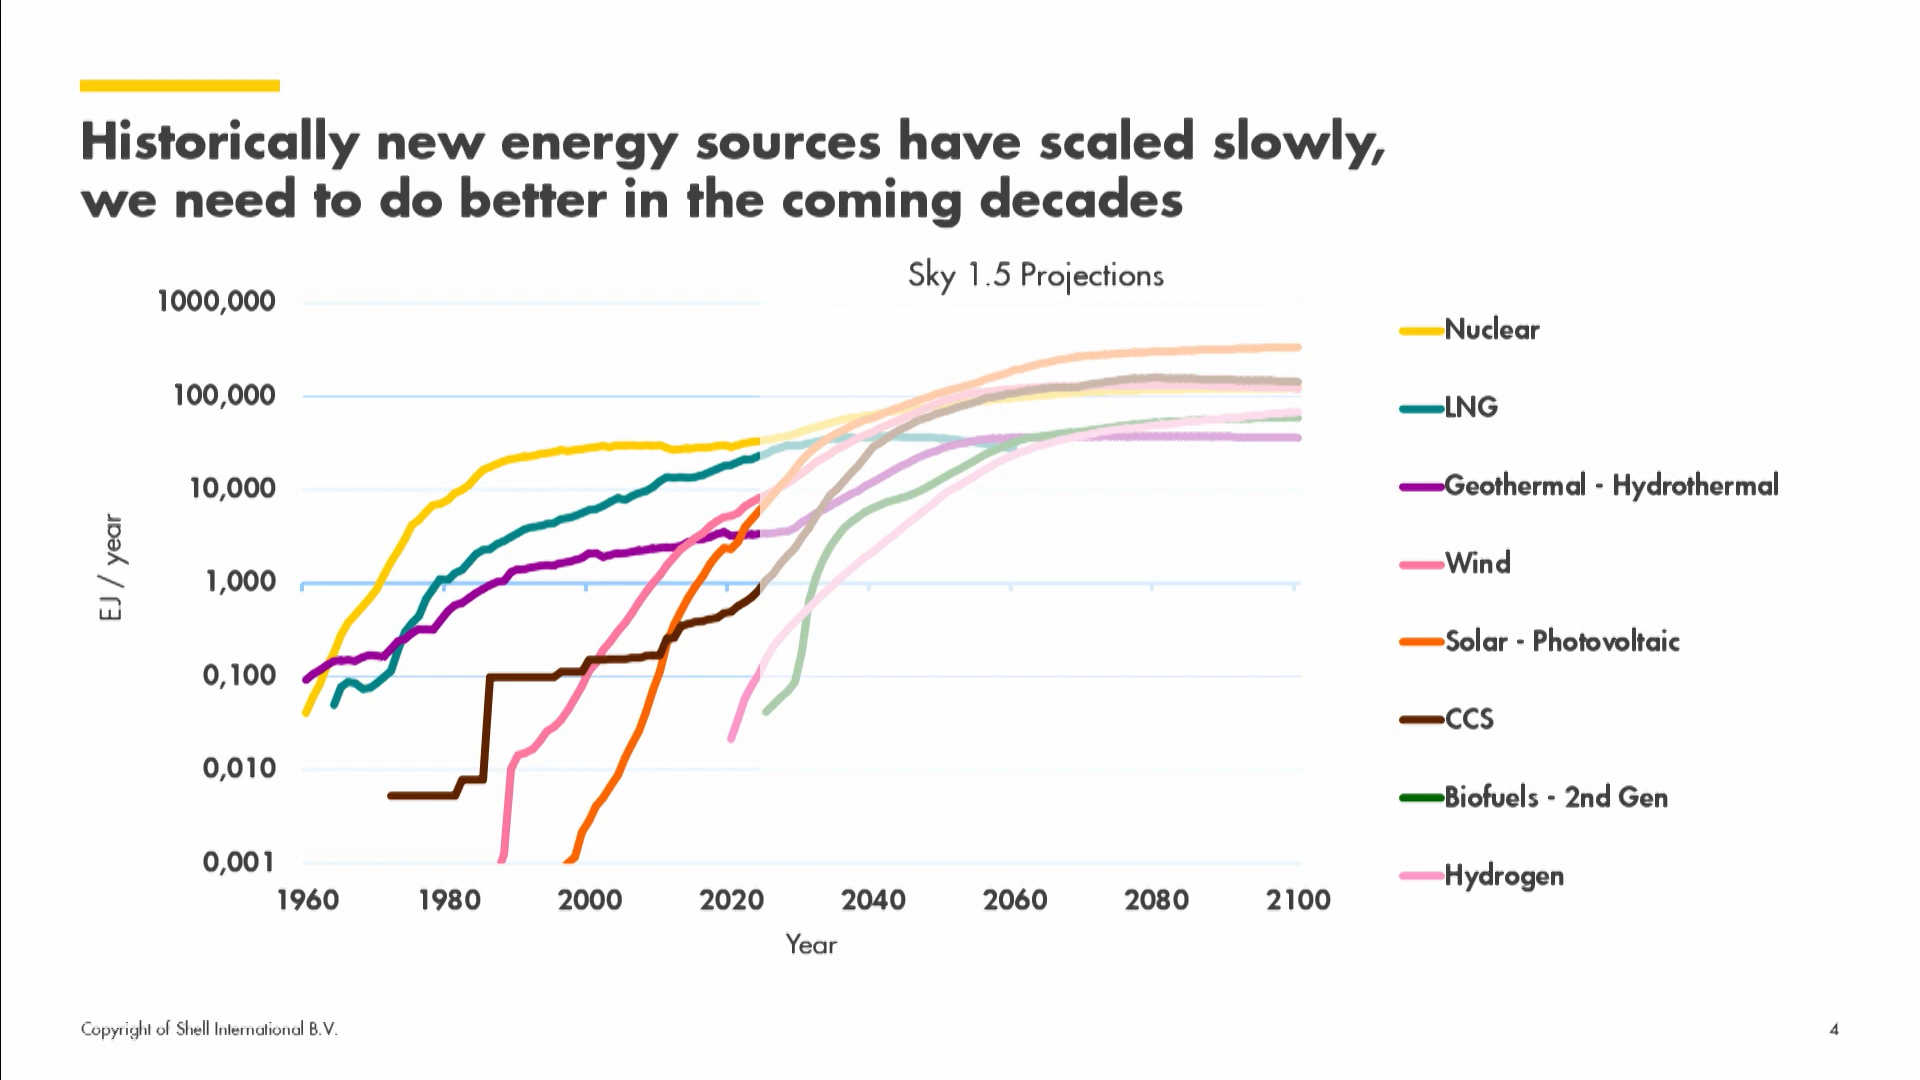 Historically new energy sources have scaled slowly,
we need to do better in the coming decades
Sky 1.5 Projections
1000,000
100,000
10,000
1,000
0,100
0,010
0,001
EJ / year
1960 1980 2000 2020 2040 2060 2080 2100
Year
Nuclear
LNG
Geothermal - Hydrothermal
Wind
Solar - Photovoltaic
CCS
Biofuels - 2nd Gen
Hydrogen
Copyright of Shell International B.V.
4